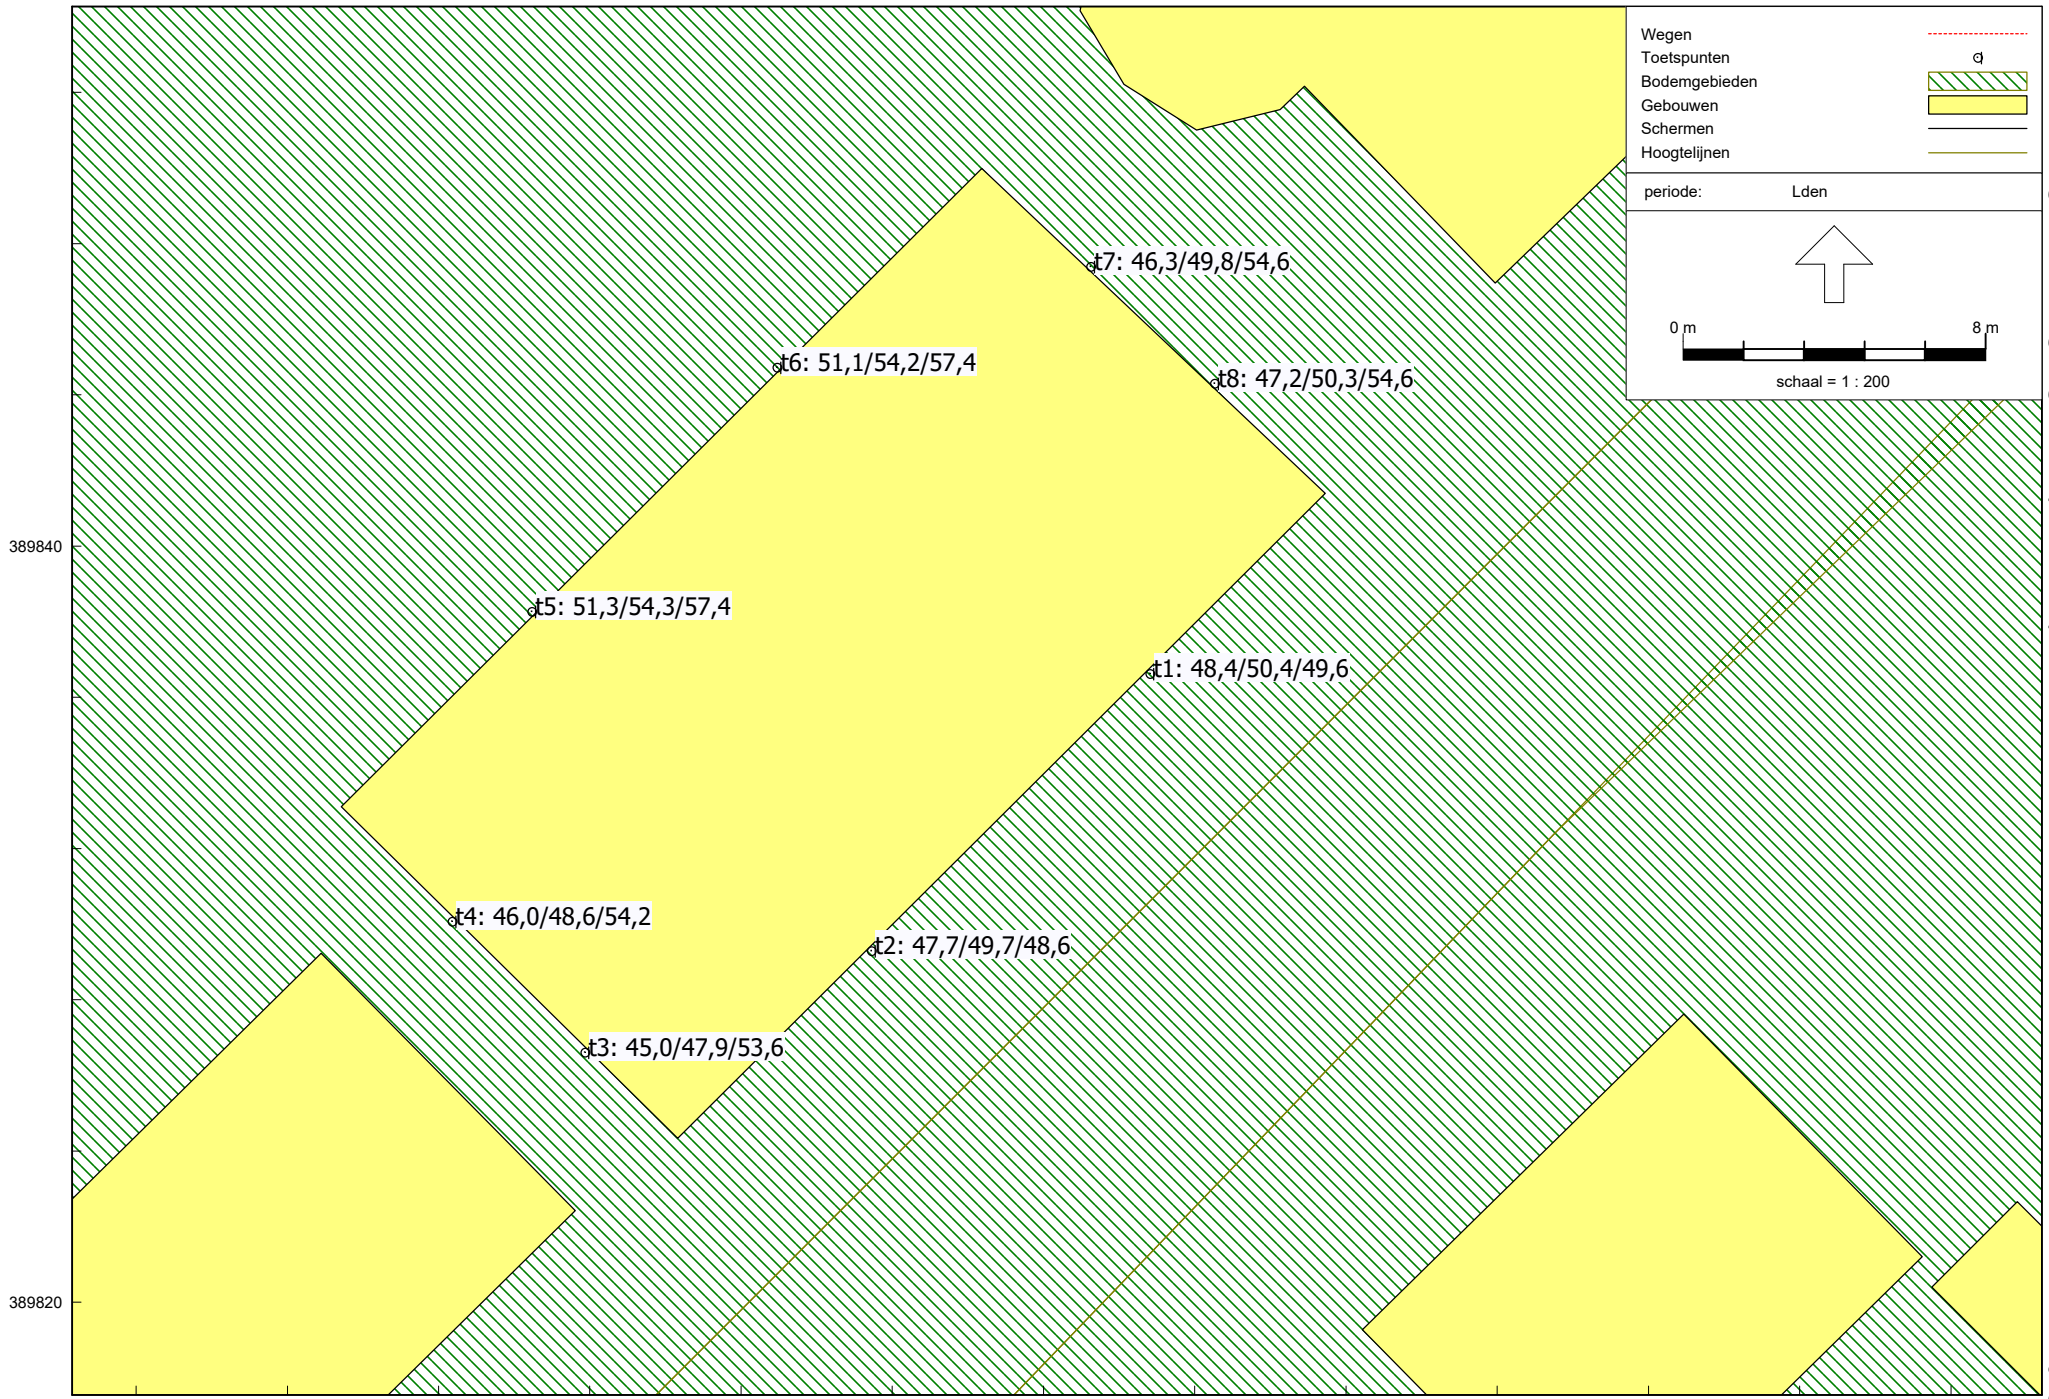 Wegen
Toetspunten
Bodemgebieden
Gebouwen
Schermen
Hoogtelijnen
periode: Lden
0 m 8 m
schaal = 1 : 200
t7: 46,3/49,8/54,6
t6: 51,1/54,2/57,4
t8: 47,2/50,3/54,6
389840
t5: 51,3/54,3/57,4
t1: 48,4/50,4/49,6
t4: 46,0/48,6/54,2
t2: 47,7/49,7/48,6
t3: 45,0/47,9/53,6
389820